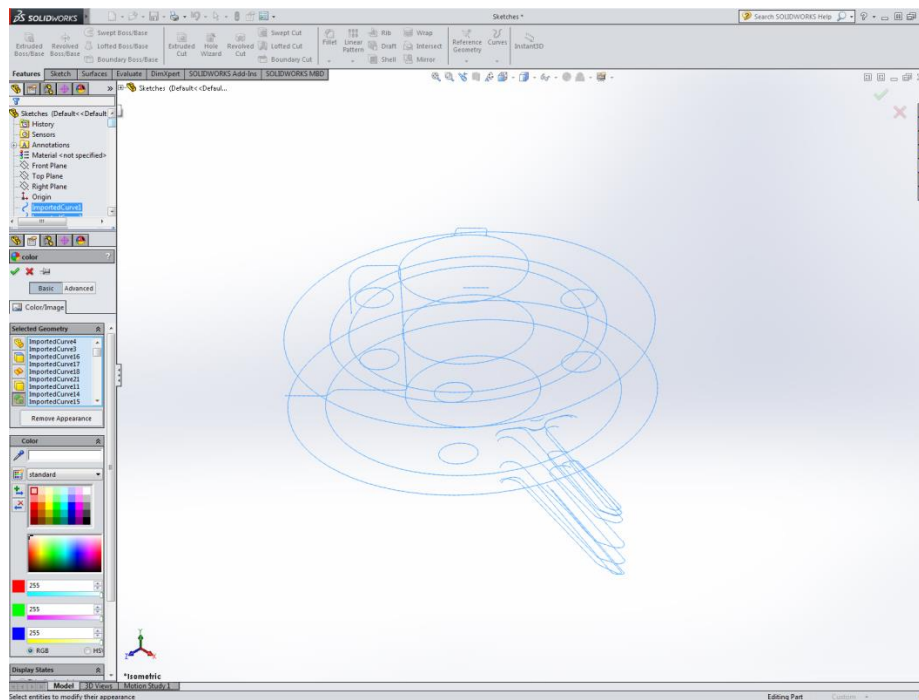 SOLIDWORKS
Sketches *
Search SOLIDWORKS Help
Extruded Boss/Base
Revolved Boss/Base
Swept Boss/Base
Lofted Boss/Base
Boundary Boss/Base
Extruded Cut
Hole Wizard
Revolved Cut
Swept Cut
Lofted Cut
Boundary Cut
Fillet
Linear Pattern
Rib
Draft
Shell
Wrap
Intersect
Mirror
Reference Geometry
Curves
Instant3D
Features
Sketch
Surfaces
Evaluate
DimXpert
SOLIDWORKS Add-Ins
SOLIDWORKS MBD
Sketches (Default<<Defaul...
Sketches (Default<<Default
History
Sensors
Annotations
Material <not specified>
Front Plane
Top Plane
Right Plane
Origin
ImportedCurve1
color
?
Basic
Advanced
Color/Image
Selected Geometry
ImportedCurve4
ImportedCurve3
ImportedCurve16
ImportedCurve17
ImportedCurve18
ImportedCurve21
ImportedCurve11
ImportedCurve14
ImportedCurve15
Remove Appearance
Color
standard
255
255
255
RGB
HS
Display States
*Isometric
Model
3D Views
Motion Study 1
Select entities to modify their appearance
Editing Part
Custom